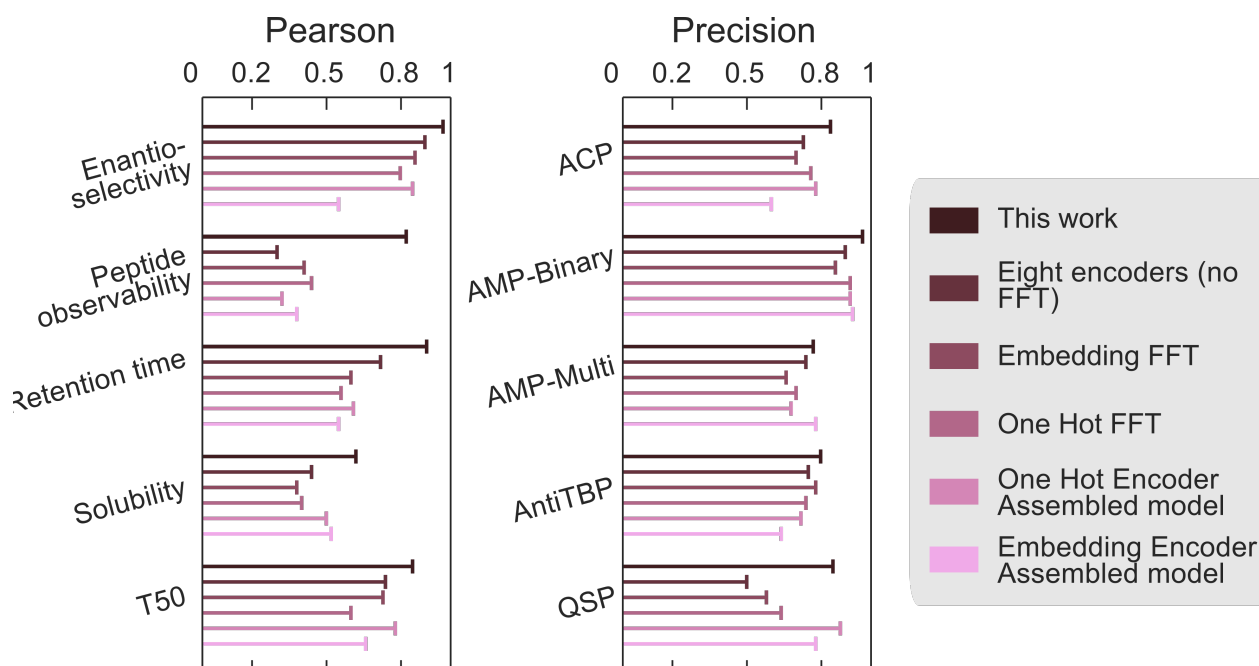 Pearson
0 0.2 0.5 0.8 1
Enantio-
selectivity
Peptide
observability
Retention time
Solubility
T50
Precision
0 0.2 0.5 0.8 1
ACP
AMP-Binary
AMP-Multi
AntiTBP
QSP
This work
Eight encoders (no
FFT)
Embedding FFT
One Hot FFT
One Hot Encoder
Assembled model
Embedding Encoder
Assembled model